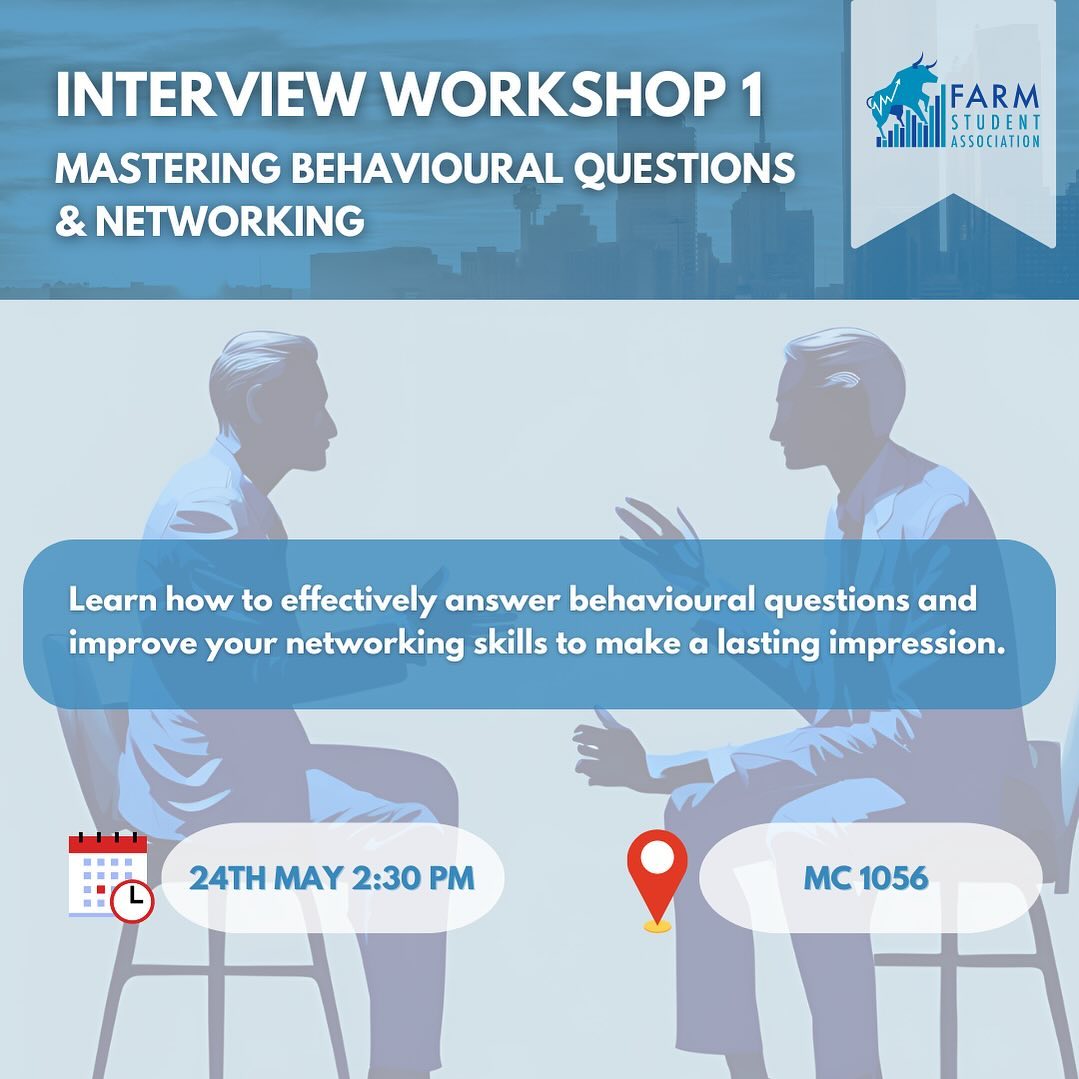 INTERVIEW WORKSHOP 1
MASTERING BEHAVIOURAL QUESTIONS
& NETWORKING
FARM
STUDENT
ASSOCIATION
Learn how to effectively answer behavioural questions and
improve your networking skills to make a lasting impression.
24TH MAY 2:30 PM
MC 1056